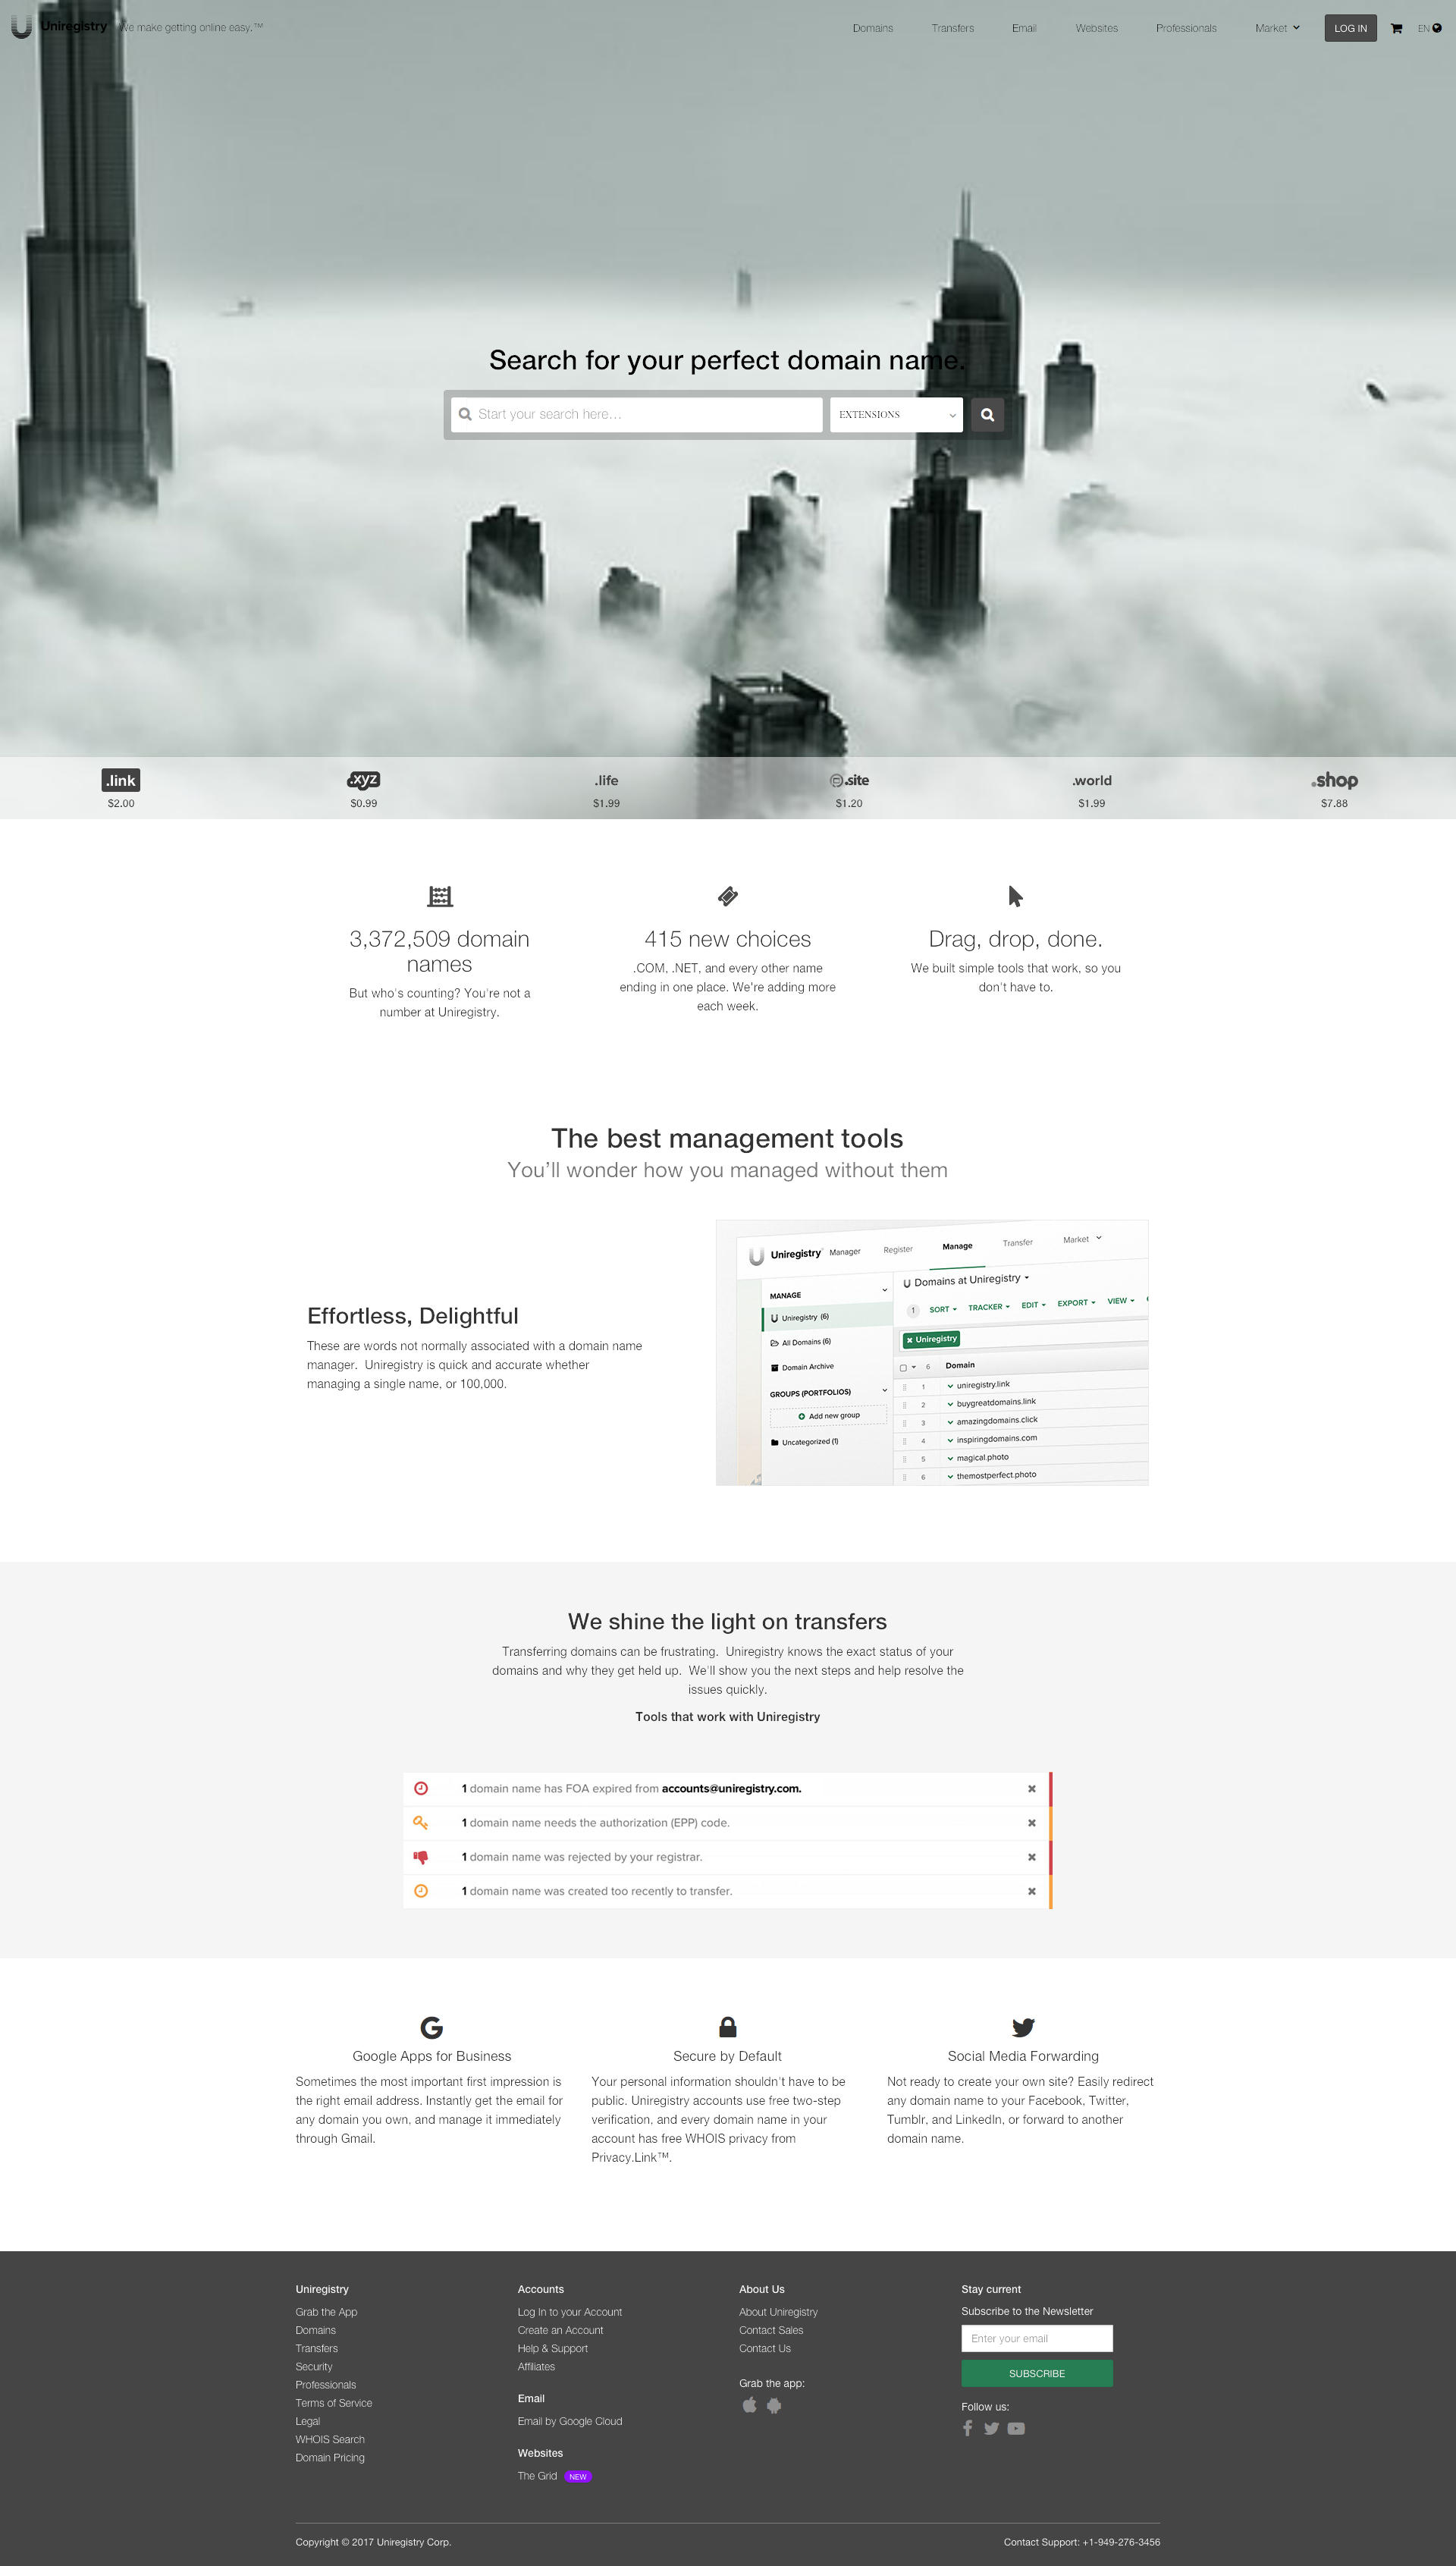 Uniregistry We make getting online easy.™ Domains Transfers Email Websites Professionals Market LOG IN EN
Search for your perfect domain name.
Start your search here... EXTENSIONS
.link .xyz .life .site .world .shop
$2.00 $0.99 $1.99 $1.20 $1.99 $7.88
3,372,509 domain
names
But who's counting? You're not a
number at Uniregistry.
415 new choices
.COM, .NET, and every other name
ending in one place. We're adding more
each week.
Drag, drop, done.
We built simple tools that work, so you
don't have to.
The best management tools
You'll wonder how you managed without them
Effortless, Delightful
These are words not normally associated with a domain name
manager. Uniregistry is quick and accurate whether
managing a single name, or 100,000.
Uniregistry Manager Register Manage Transfer Market
MANAGE
Uniregistry (6)
All Domains (6)
Domain Archive
GROUPS (PORTFOLIOS)
Add new group
Uncategorized (1)
Domains at Uniregistry
1 SORT TRACKER EDIT EXPORT VIEW
Uniregistry
6 Domain
1 uniregistry.link
2 buygreatdomains.link
3 amazingdomains.click
4 inspiringdomains.com
5 magical.photo
6 themostperfect.photo
We shine the light on transfers
Transferring domains can be frustrating. Uniregistry knows the exact status of your
domains and why they get held up. We'll show you the next steps and help resolve the
issues quickly.
Tools that work with Uniregistry
1 domain name has FOA expired from accounts@uniregistry.com.
1 domain name needs the authorization (EPP) code.
1 domain name was rejected by your registrar.
1 domain name was created too recently to transfer.
Google Apps for Business
Sometimes the most important first impression is
the right email address. Instantly get the email for
any domain you own, and manage it immediately
through Gmail.
Secure by Default
Your personal information shouldn't have to be
public. Uniregistry accounts use free two-step
verification, and every domain name in your
account has free WHOIS privacy from
Privacy.Link™.
Social Media Forwarding
Not ready to create your own site? Easily redirect
any domain name to your Facebook, Twitter,
Tumblr, and LinkedIn, or forward to another
domain name.
Uniregistry
Grab the App
Domains
Transfers
Security
Professionals
Terms of Service
Legal
WHOIS Search
Domain Pricing
Accounts
Log In to your Account
Create an Account
Help & Support
Affiliates
Email
Email by Google Cloud
Websites
The Grid NEW
About Us
About Uniregistry
Contact Sales
Contact Us
Grab the app:
Stay current
Subscribe to the Newsletter
Enter your email
SUBSCRIBE
Follow us:
Copyright © 2017 Uniregistry Corp. Contact Support: +1-949-276-3456